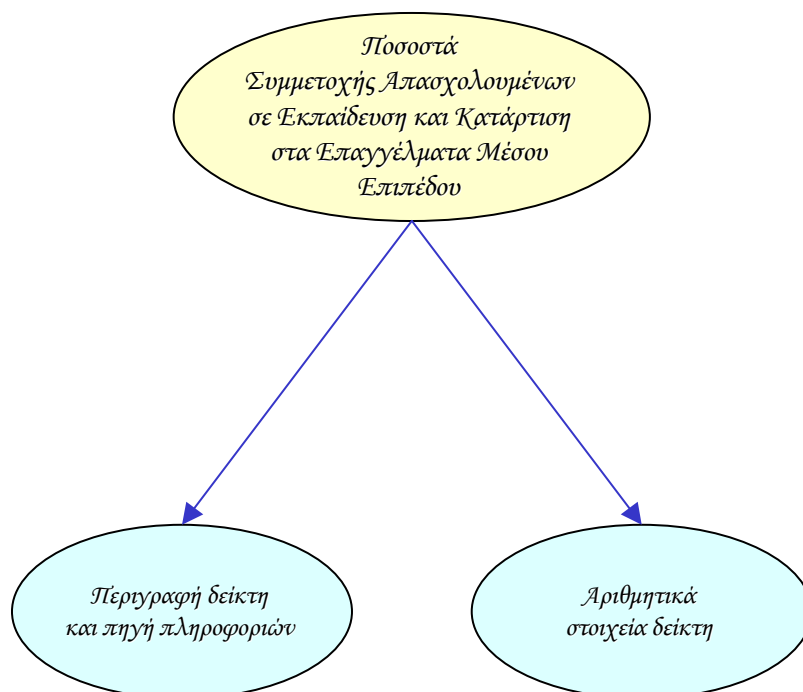 Ποσοστά
Συμμετοχής Απασχολουμένων
σε Εκπαίδευση και Κατάρτιση
στα Επαγγέλματα Μέσου
Επιπέδου
Περιγραφή δείκτη
και πηγή πληροφοριών
Αριθμητικά
στοιχεία δείκτη